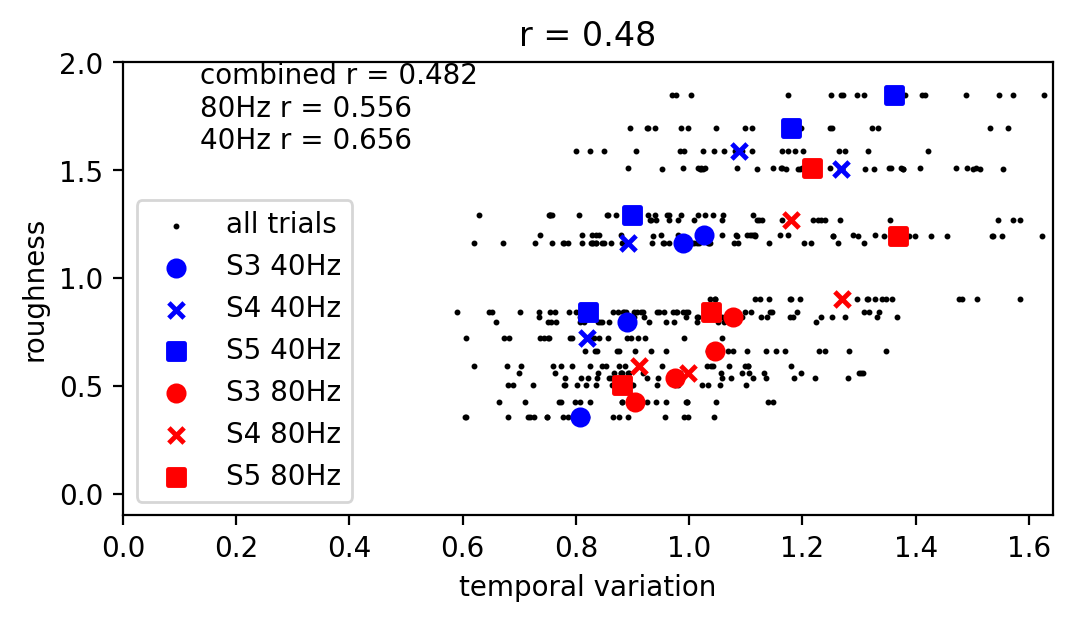 r = 0.48
combined r = 0.482
80Hz r = 0.556
40Hz r = 0.656
all trials
S3 40Hz
S4 40Hz
S5 40Hz
S3 80Hz
S4 80Hz
S5 80Hz
roughness
2.0
1.5
1.0
0.5
0.0
0.0 0.2 0.4 0.6 0.8 1.0 1.2 1.4 1.6
temporal variation